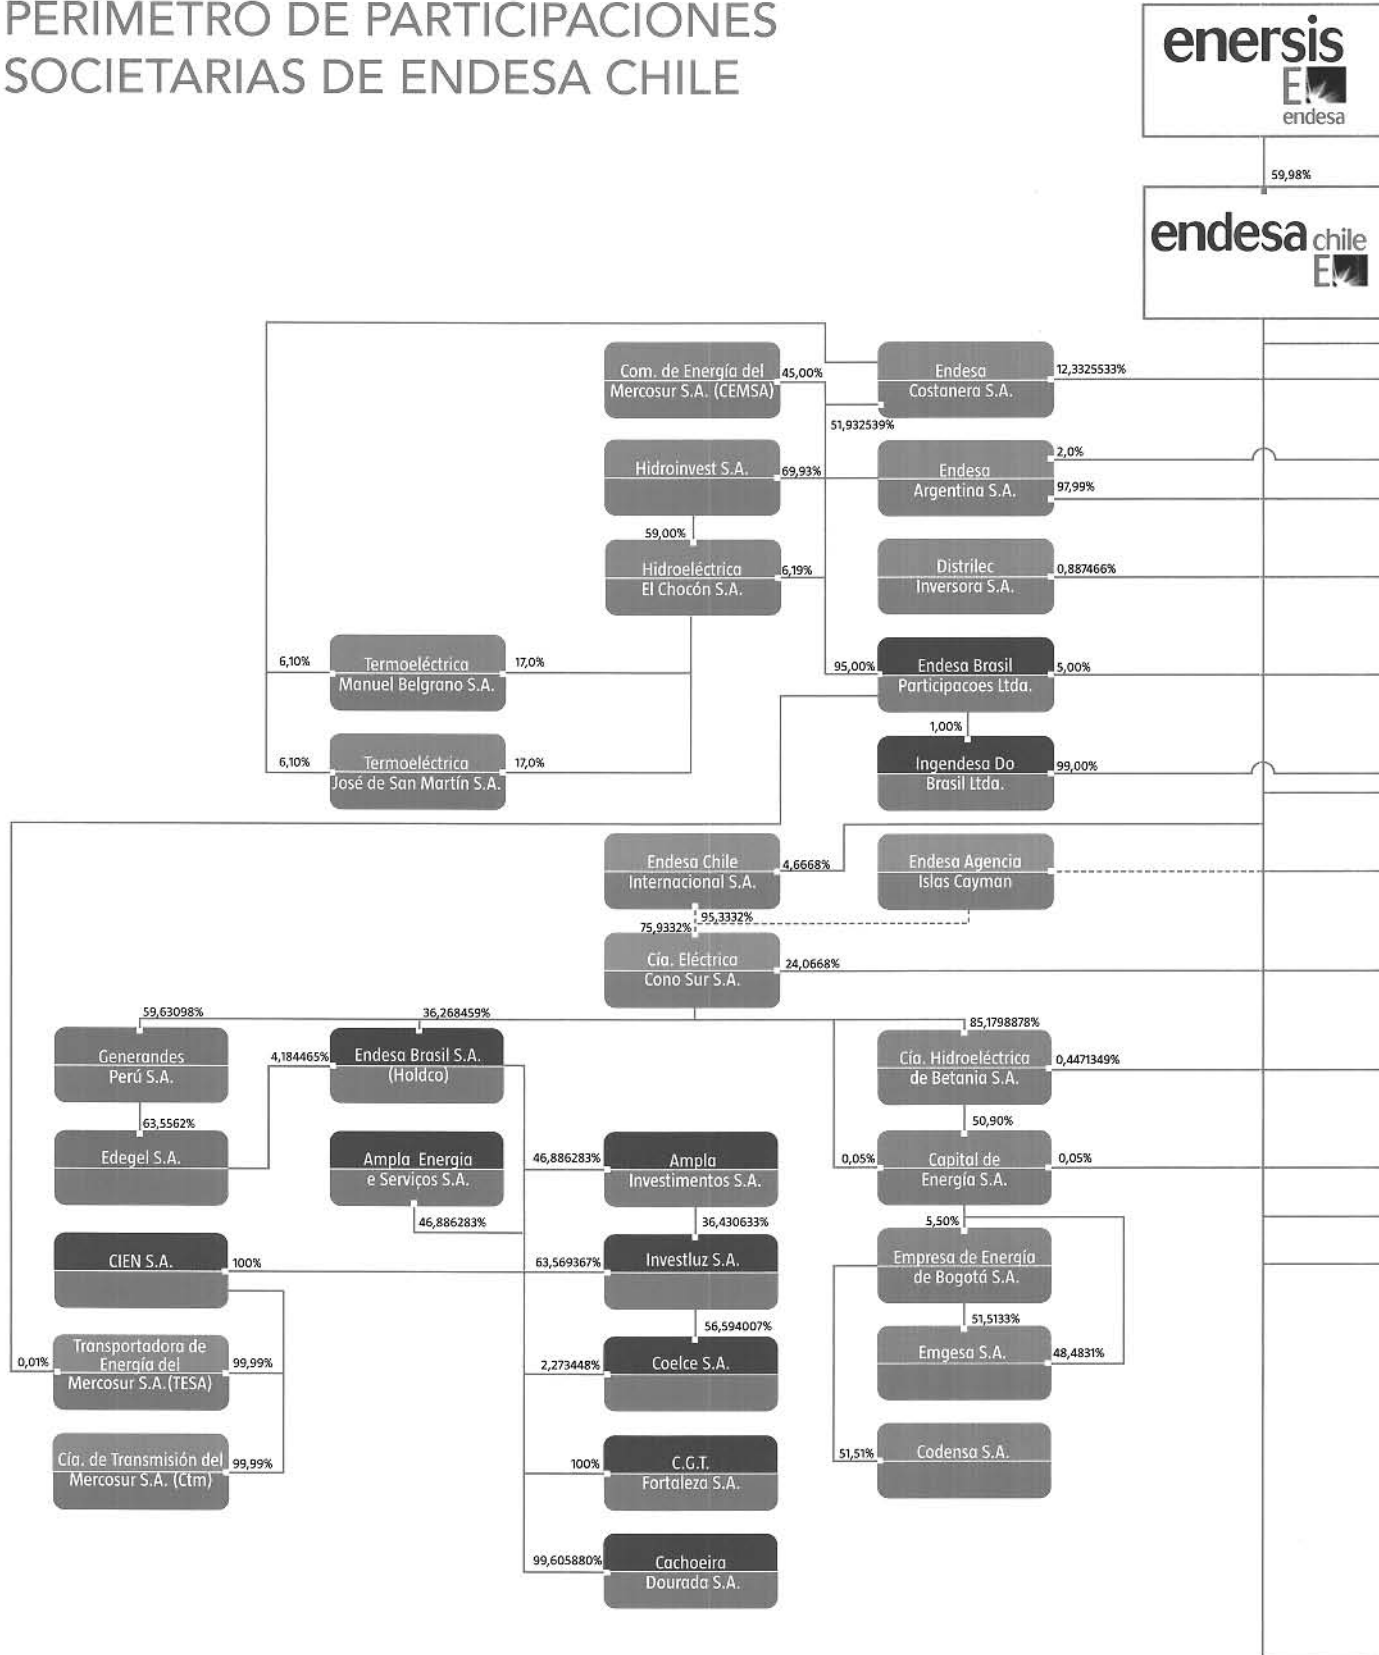 PERIMETRO DE PARTICIPACIONES
SOCIETARIAS DE ENDESA CHILE
enersis
E
endesa
59,98%
endesa chile
E
Com. de Energía del
Mercosur S.A. (CEMSA)
45,00%
Endesa
Costanera S.A.
12,3325533%
51,932539%
Hidroinvest S.A.
69,93%
Endesa
Argentina S.A.
2,0%
97,99%
59,00%
Hidroeléctrica
El Chocón S.A.
6,19%
Distrilec
Inversora S.A.
0,887466%
6,10%
Termoeléctrica
Manuel Belgrano S.A.
17,0%
95,00%
Endesa Brasil
Participacoes Ltda.
5,00%
1,00%
6,10%
Termoeléctrica
José de San Martín S.A.
17,0%
Ingendesa Do
Brasil Ltda.
99,00%
Endesa Chile
Internacional S.A.
4,6668%
Endesa Agencia
Islas Cayman
95,3332%
75,9332%
Cía. Eléctrica
Cono Sur S.A.
24,0668%
59,63098%
36,268459%
85,1798878%
Generandes
Perú S.A.
4,184465%
Endesa Brasil S.A.
(Holdco)
Cía. Hidroeléctrica
de Betania S.A.
0,4471349%
63,5562%
50,90%
Edegel S.A.
Ampla Energia
e Serviços S.A.
46,886283%
Ampla
Investimentos S.A.
0,05%
Capital de
Energía S.A.
0,05%
46,886283%
36,430633%
5,50%
CIEN S.A.
100%
63,569367%
Investluz S.A.
Empresa de Energía
de Bogotá S.A.
56,594007%
51,5133%
0,01%
Transportadora de
Energía del
Mercosur S.A.(TESA)
99,99%
2,273448%
Coelce S.A.
Emgesa S.A.
48,4831%
Cía. de Transmisión del
Mercosur S.A. (Ctm)
99,99%
100%
C.G.T.
Fortaleza S.A.
51,51%
Codensa S.A.
99,605880%
Cachoeira
Dourada S.A.